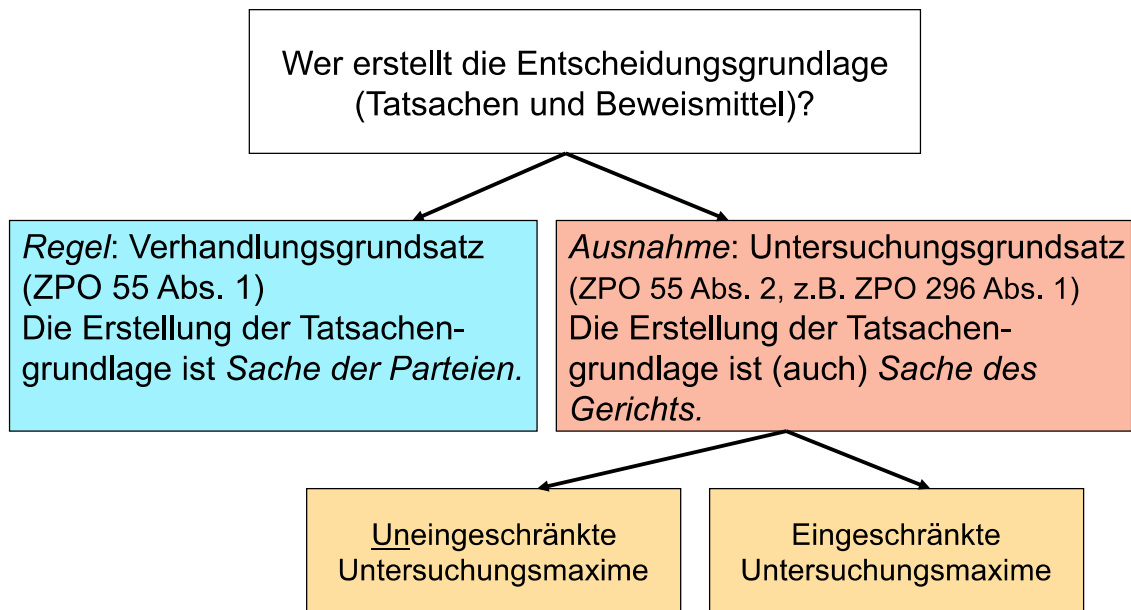 Wer erstellt die Entscheidungsgrundlage
(Tatsachen und Beweismittel)?
Regel: Verhandlungsgrundsatz
(ZPO 55 Abs. 1)
Die Erstellung der Tatsachen-
grundlage ist Sache der Parteien.
Ausnahme: Untersuchungsgrundsatz
(ZPO 55 Abs. 2, z.B. ZPO 296 Abs. 1)
Die Erstellung der Tatsachen-
grundlage ist (auch) Sache des
Gerichts.
Uneingeschränkte
Untersuchungsmaxime
Eingeschränkte
Untersuchungsmaxime